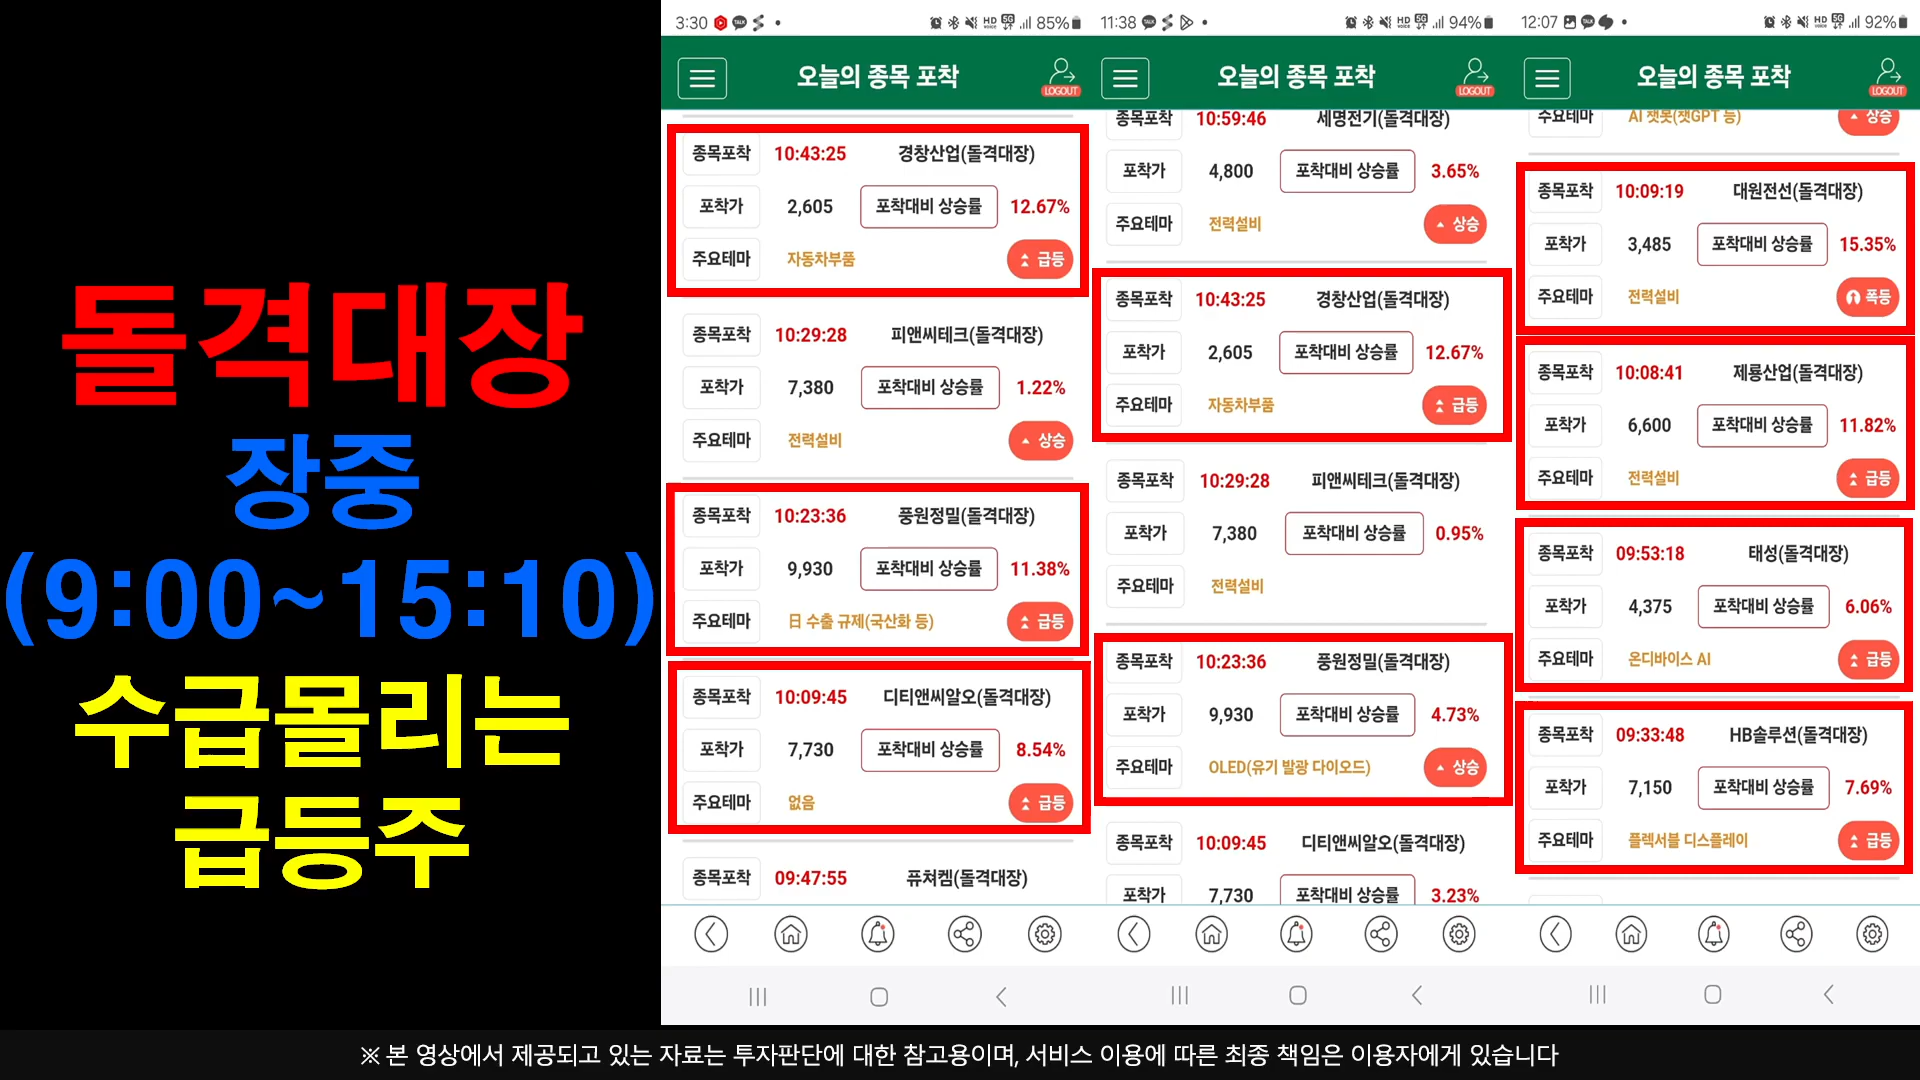 돌격대장
장중
(9:00~15:10)
수급몰리는
급등주
3:30 85%
오늘의 종목 포착
LOGOUT
종목포착 10:43:25 경창산업(돌격대장)
포착가 2,605 포착대비 상승률 12.67%
주요테마 자동차부품 급등
종목포착 10:29:28 피앤씨테크(돌격대장)
포착가 7,380 포착대비 상승률 1.22%
주요테마 전력설비 상승
종목포착 10:23:36 풍원정밀(돌격대장)
포착가 9,930 포착대비 상승률 11.38%
주요테마 日 수출 규제(국산화 등) 급등
종목포착 10:09:45 디티앤씨알오(돌격대장)
포착가 7,730 포착대비 상승률 8.54%
주요테마 없음 급등
종목포착 09:47:55 퓨쳐켐(돌격대장)
11:38 94%
오늘의 종목 포착
LOGOUT
종목포착 10:59:46 세명전기(돌격대장)
포착가 4,800 포착대비 상승률 3.65%
주요테마 전력설비 상승
종목포착 10:43:25 경창산업(돌격대장)
포착가 2,605 포착대비 상승률 12.67%
주요테마 자동차부품 급등
종목포착 10:29:28 피앤씨테크(돌격대장)
포착가 7,380 포착대비 상승률 0.95%
주요테마 전력설비
종목포착 10:23:36 풍원정밀(돌격대장)
포착가 9,930 포착대비 상승률 4.73%
주요테마 OLED(유기 발광 다이오드) 상승
종목포착 10:09:45 디티앤씨알오(돌격대장)
포착가 7,730 포착대비 상승률 3.23%
12:07 92%
오늘의 종목 포착
LOGOUT
주요테마 AI 챗봇(챗GPT 등) 상승
종목포착 10:09:19 대원전선(돌격대장)
포착가 3,485 포착대비 상승률 15.35%
주요테마 전력설비 폭등
종목포착 10:08:41 제룡산업(돌격대장)
포착가 6,600 포착대비 상승률 11.82%
주요테마 전력설비 급등
종목포착 09:53:18 태성(돌격대장)
포착가 4,375 포착대비 상승률 6.06%
주요테마 온디바이스 AI 급등
종목포착 09:33:48 HB솔루션(돌격대장)
포착가 7,150 포착대비 상승률 7.69%
주요테마 플렉서블 디스플레이 급등
※ 본 영상에서 제공되고 있는 자료는 투자판단에 대한 참고용이며, 서비스 이용에 따른 최종 책임은 이용자에게 있습니다